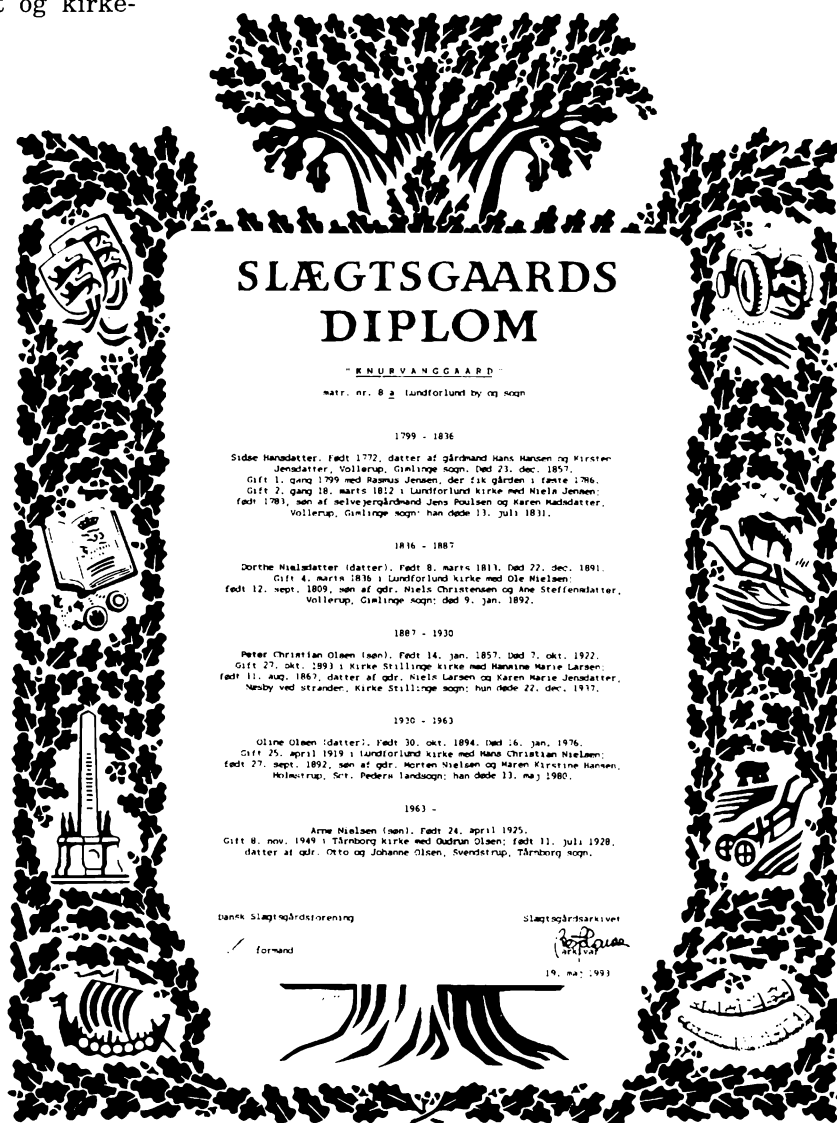 t og kirke-
SLÆGTSGAARDS
DIPLOM
"KNURVANGGAARD"
matr. nr. 8 a Lundforlund by og sogn
1799 - 1836
Sidse Hansdatter. Født 1772, datter af gårdmand Hans Hansen og Kirsten
Jensdatter, Vollerup, Gimlinge sogn. Død 23. dec. 1857.
Gift 1. gang 1799 med Rasmus Jensen, der fik gården i fæste 1786.
Gift 2. gang 18. marts 1812 i Lundforlund kirke med Niels Jensen;
født 1783, søn af selvejergårdmand Jens Poulsen og Karen Madsdatter,
Vollerup, Gimlinge sogn; han døde 13. juli 1831.
1836 - 1887
Dorthe Nielsdatter (datter). Født 8. marts 1813. Død 22. dec. 1891.
Gift 4. marts 1836 i Lundforlund kirke med Ole Nielsen;
født 12. sept. 1809, søn af gdr. Niels Christensen og Ane Steffensdatter,
Vollerup, Gimlinge sogn; død 9. jan. 1892.
1887 - 1930
Peter Christian Olsen (søn). Født 14. jan. 1857. Død 7. okt. 1922.
Gift 27. okt. 1893 i Kirke Stillinge kirke med Hansine Marie Larsen;
født 11. aug. 1867, datter af gdr. Niels Larsen og Karen Marie Jensdatter,
Næsby ved stranden, Kirke Stillinge sogn; hun døde 22. dec. 1937.
1930 - 1963
Oline Olsen (datter). Født 30. okt. 1894. Død 16. jan. 1976.
Gift 25. april 1919 i Lundforlund kirke med Hans Christian Nielsen;
født 27. sept. 1892, søn af gdr. Morten Nielsen og Maren Kirstine Hansen,
Holmstrup, Sct. Peders landsogn; han døde 13. maj 1980.
1963 -
Arne Nielsen (søn). Født 24. april 1925.
Gift 8. nov. 1949 i Tårnborg kirke med Gudrun Olsen; født 11. juli 1928,
datter af gdr. Otto og Johanne Olsen, Svendstrup, Tårnborg sogn.
Dansk Slægtsgårdsforening
Slægtsgårdsarkivet
formand
arkivar
19. maj 1993